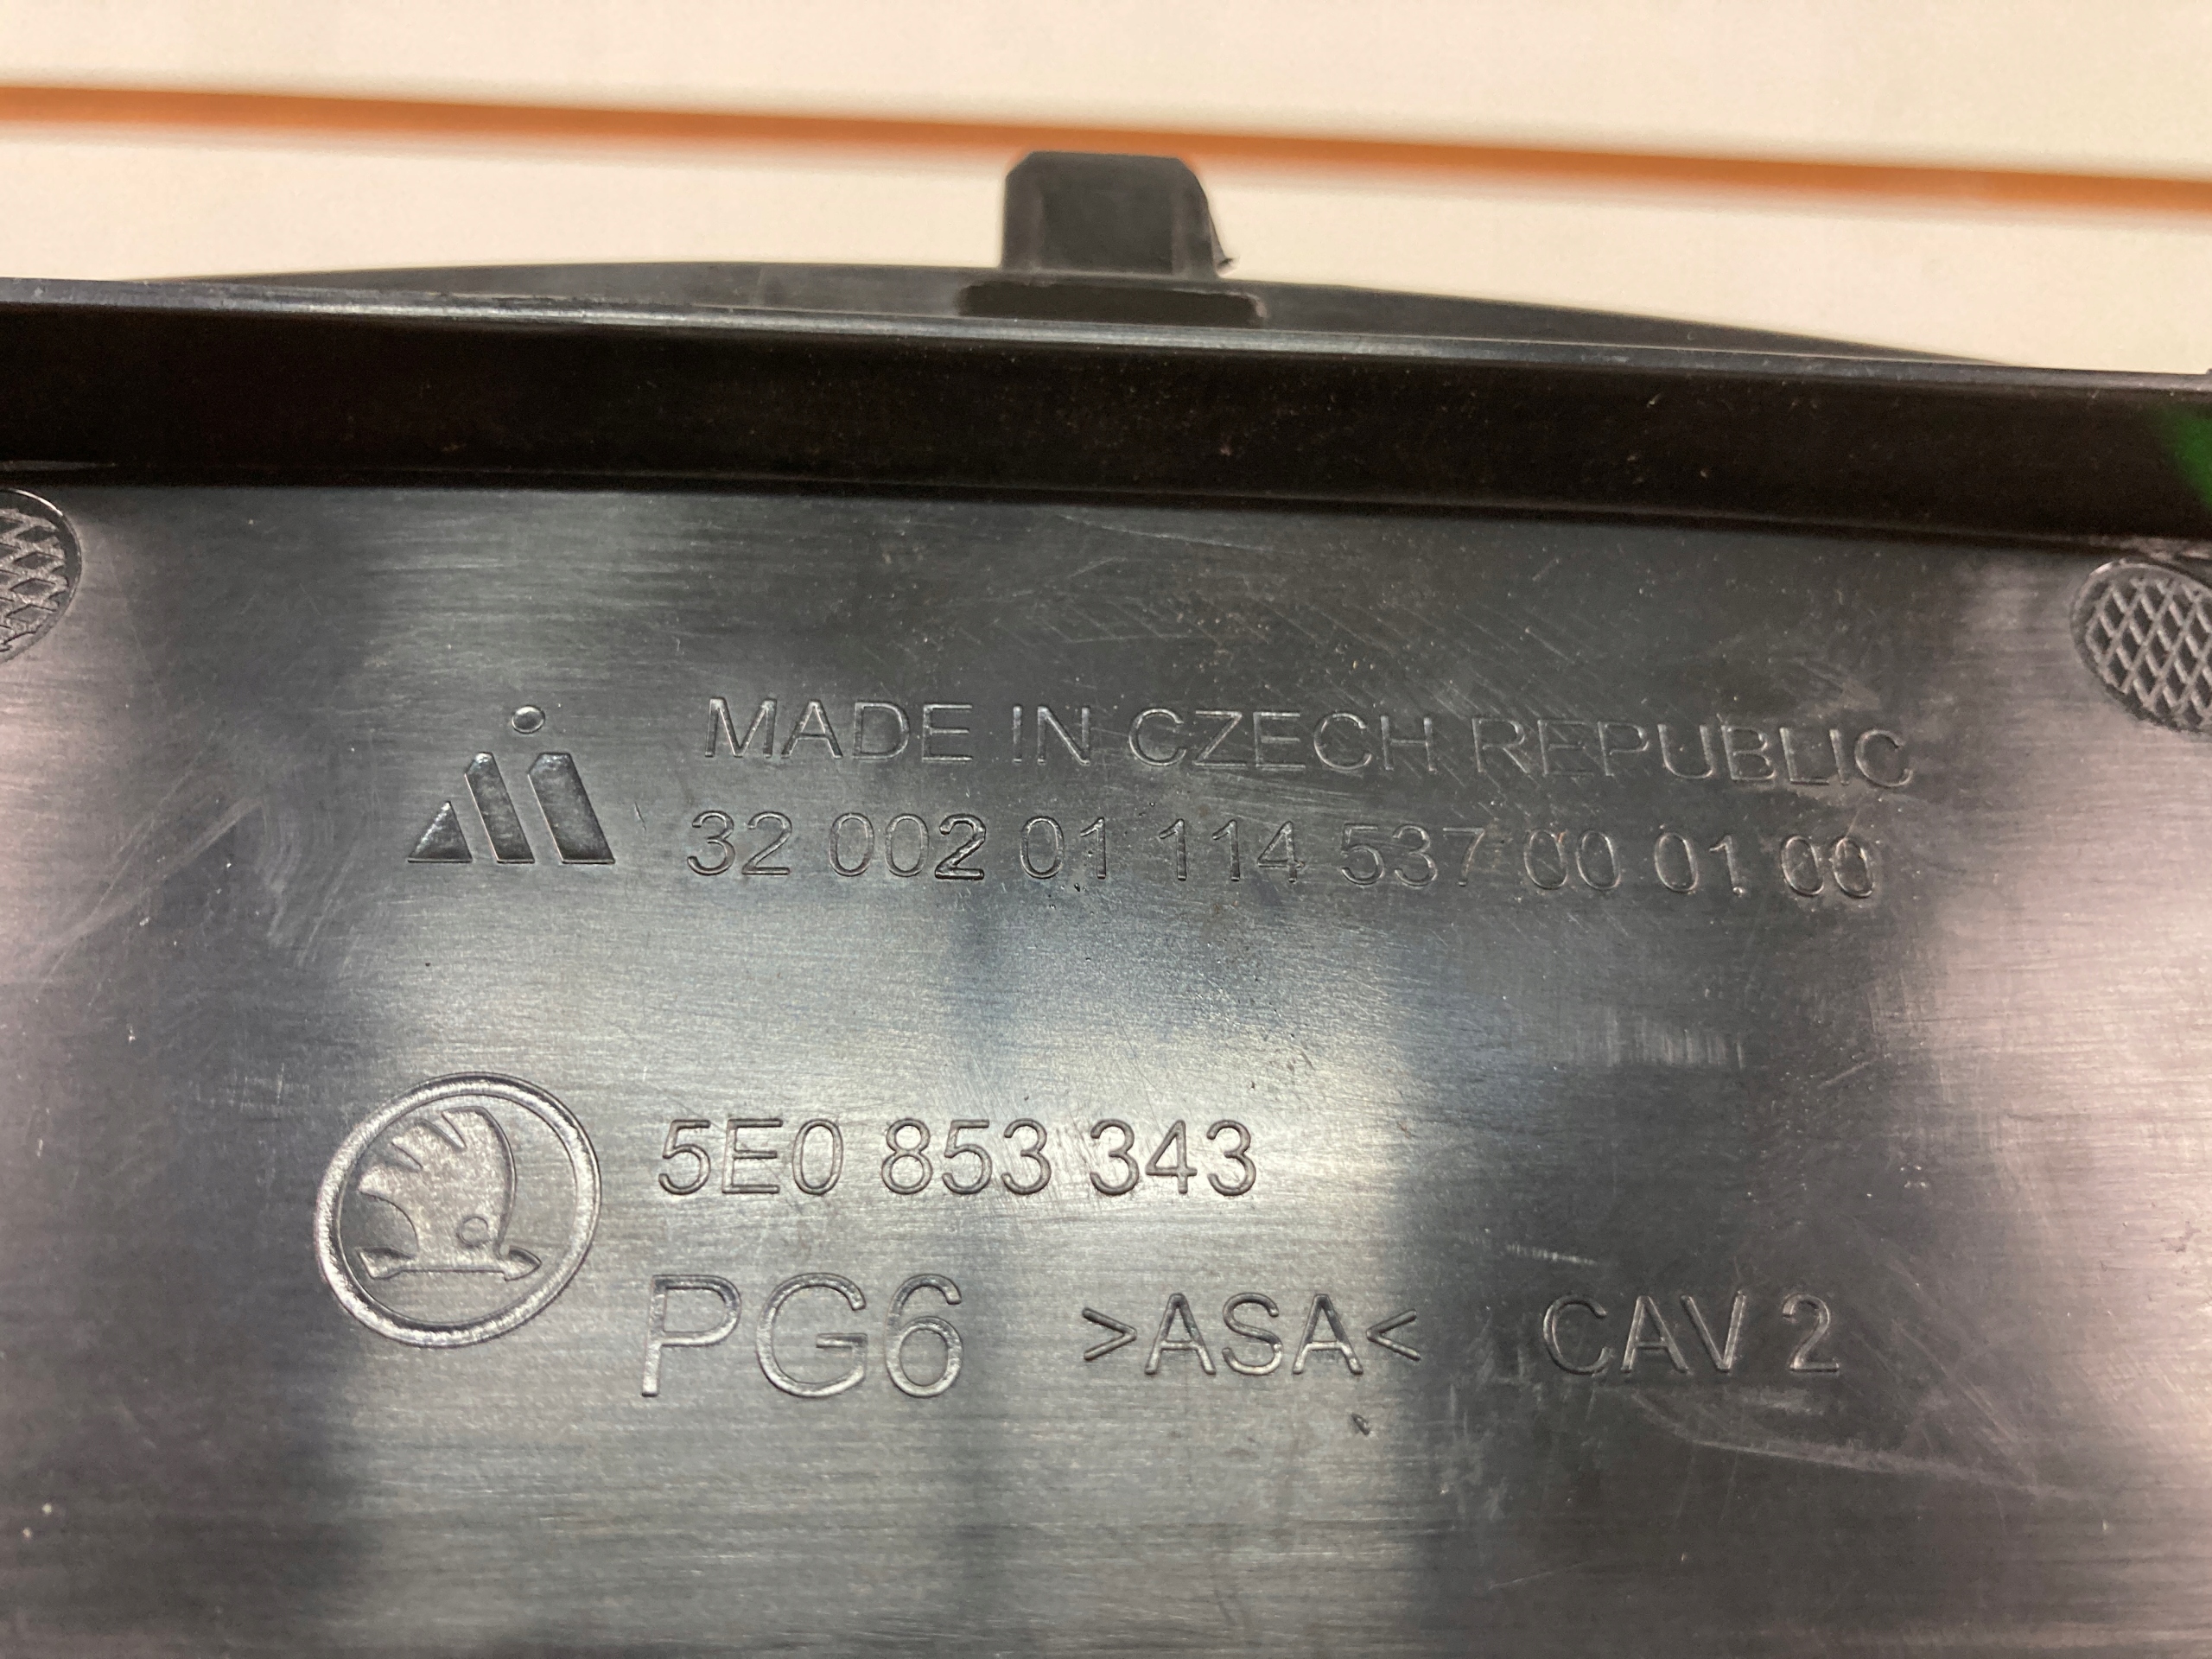 MADE IN CZECH REPUBLIC
32 002 01 114 537 00 01 00
5E0 853 343
PG6 >ASA< CAV 2